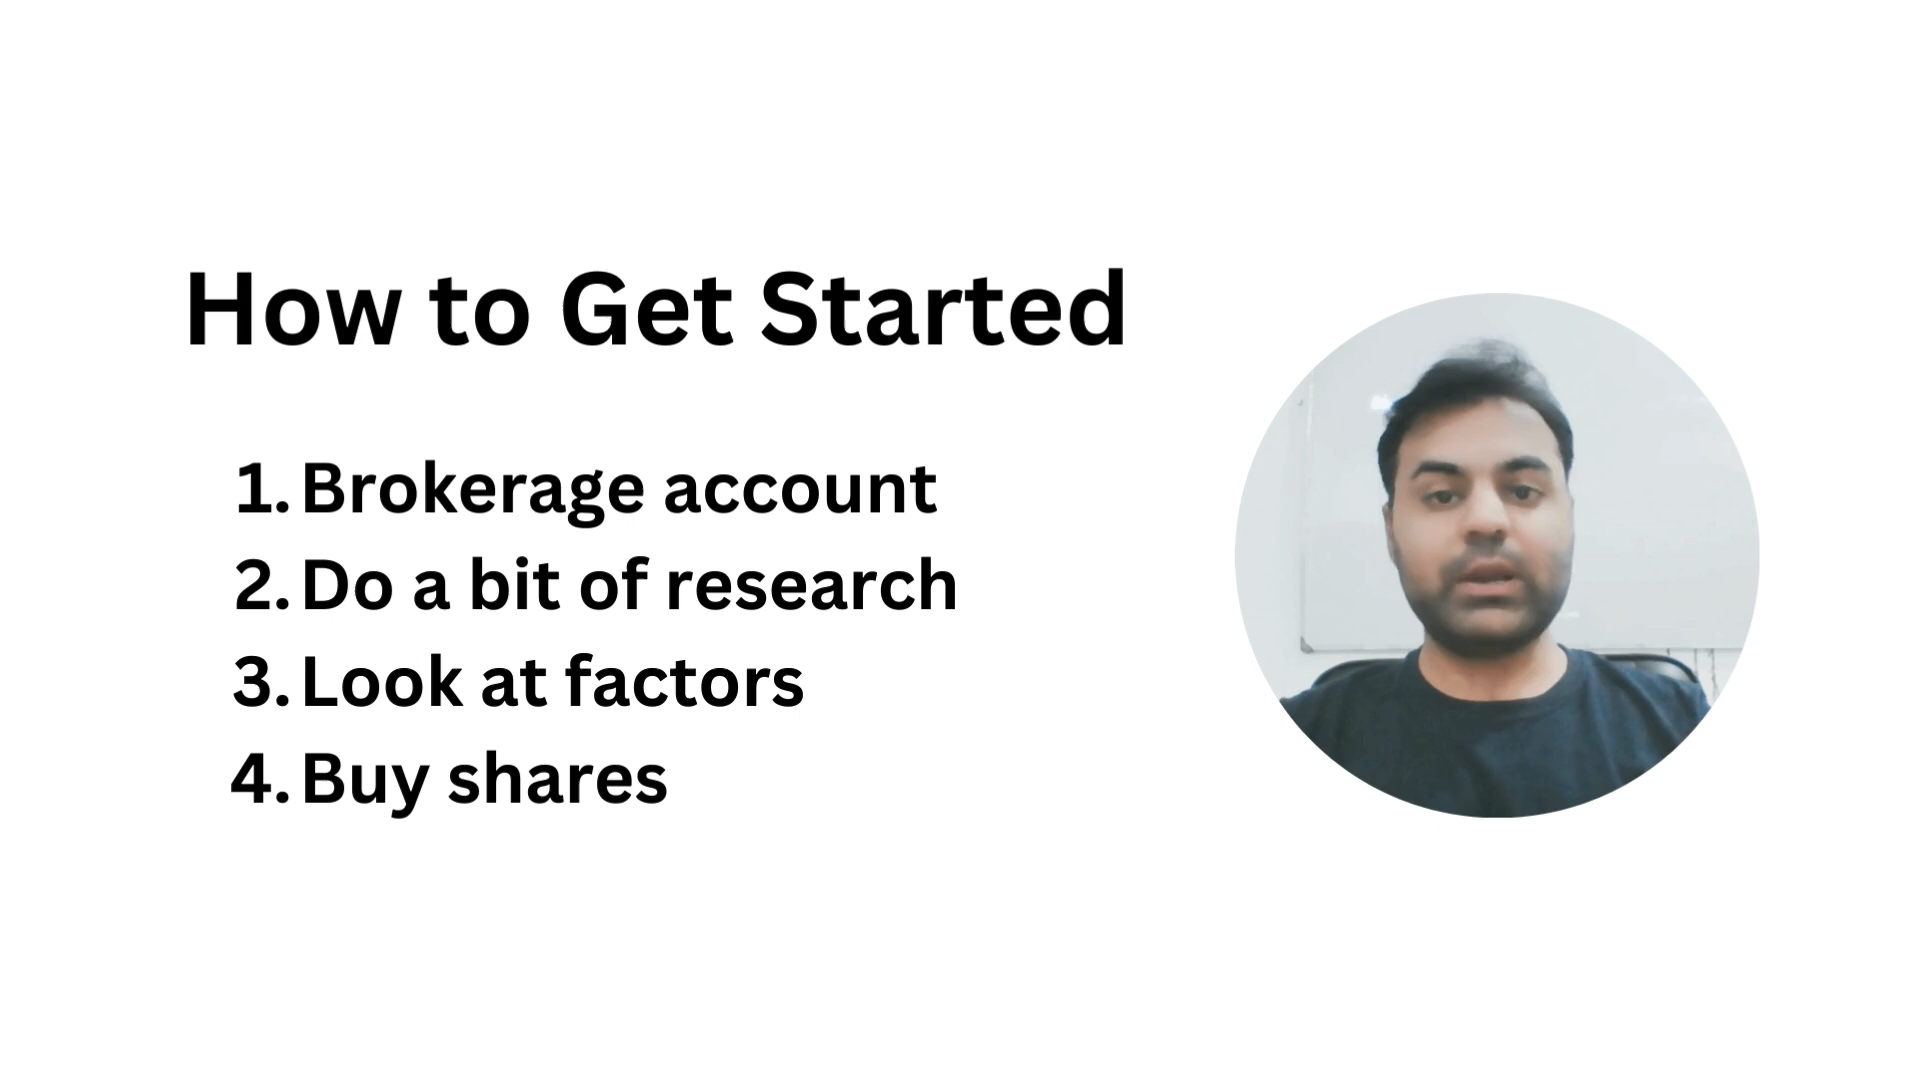 How to Get Started
1. Brokerage account
2. Do a bit of research
3. Look at factors
4. Buy shares